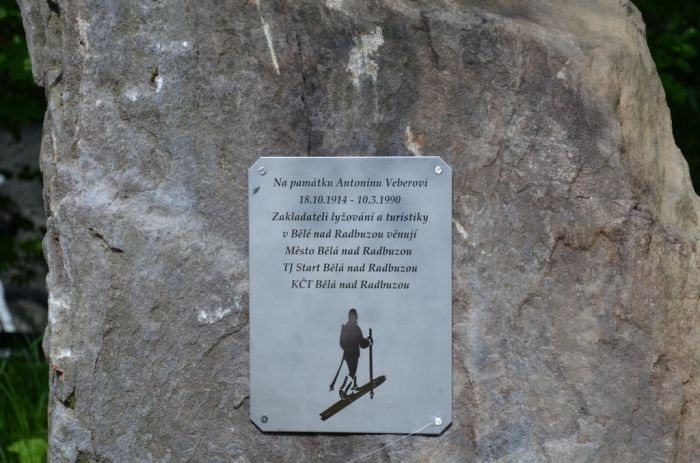 Na památku Antonínu Veberovi
18.10.1914 - 10.3.1990
Zakladateli lyžování a turistiky
v Bělé nad Radbuzou věnují
Město Bělá nad Radbuzou
TJ Start Bělá nad Radbuzou
KČT Bělá nad Radbuzou